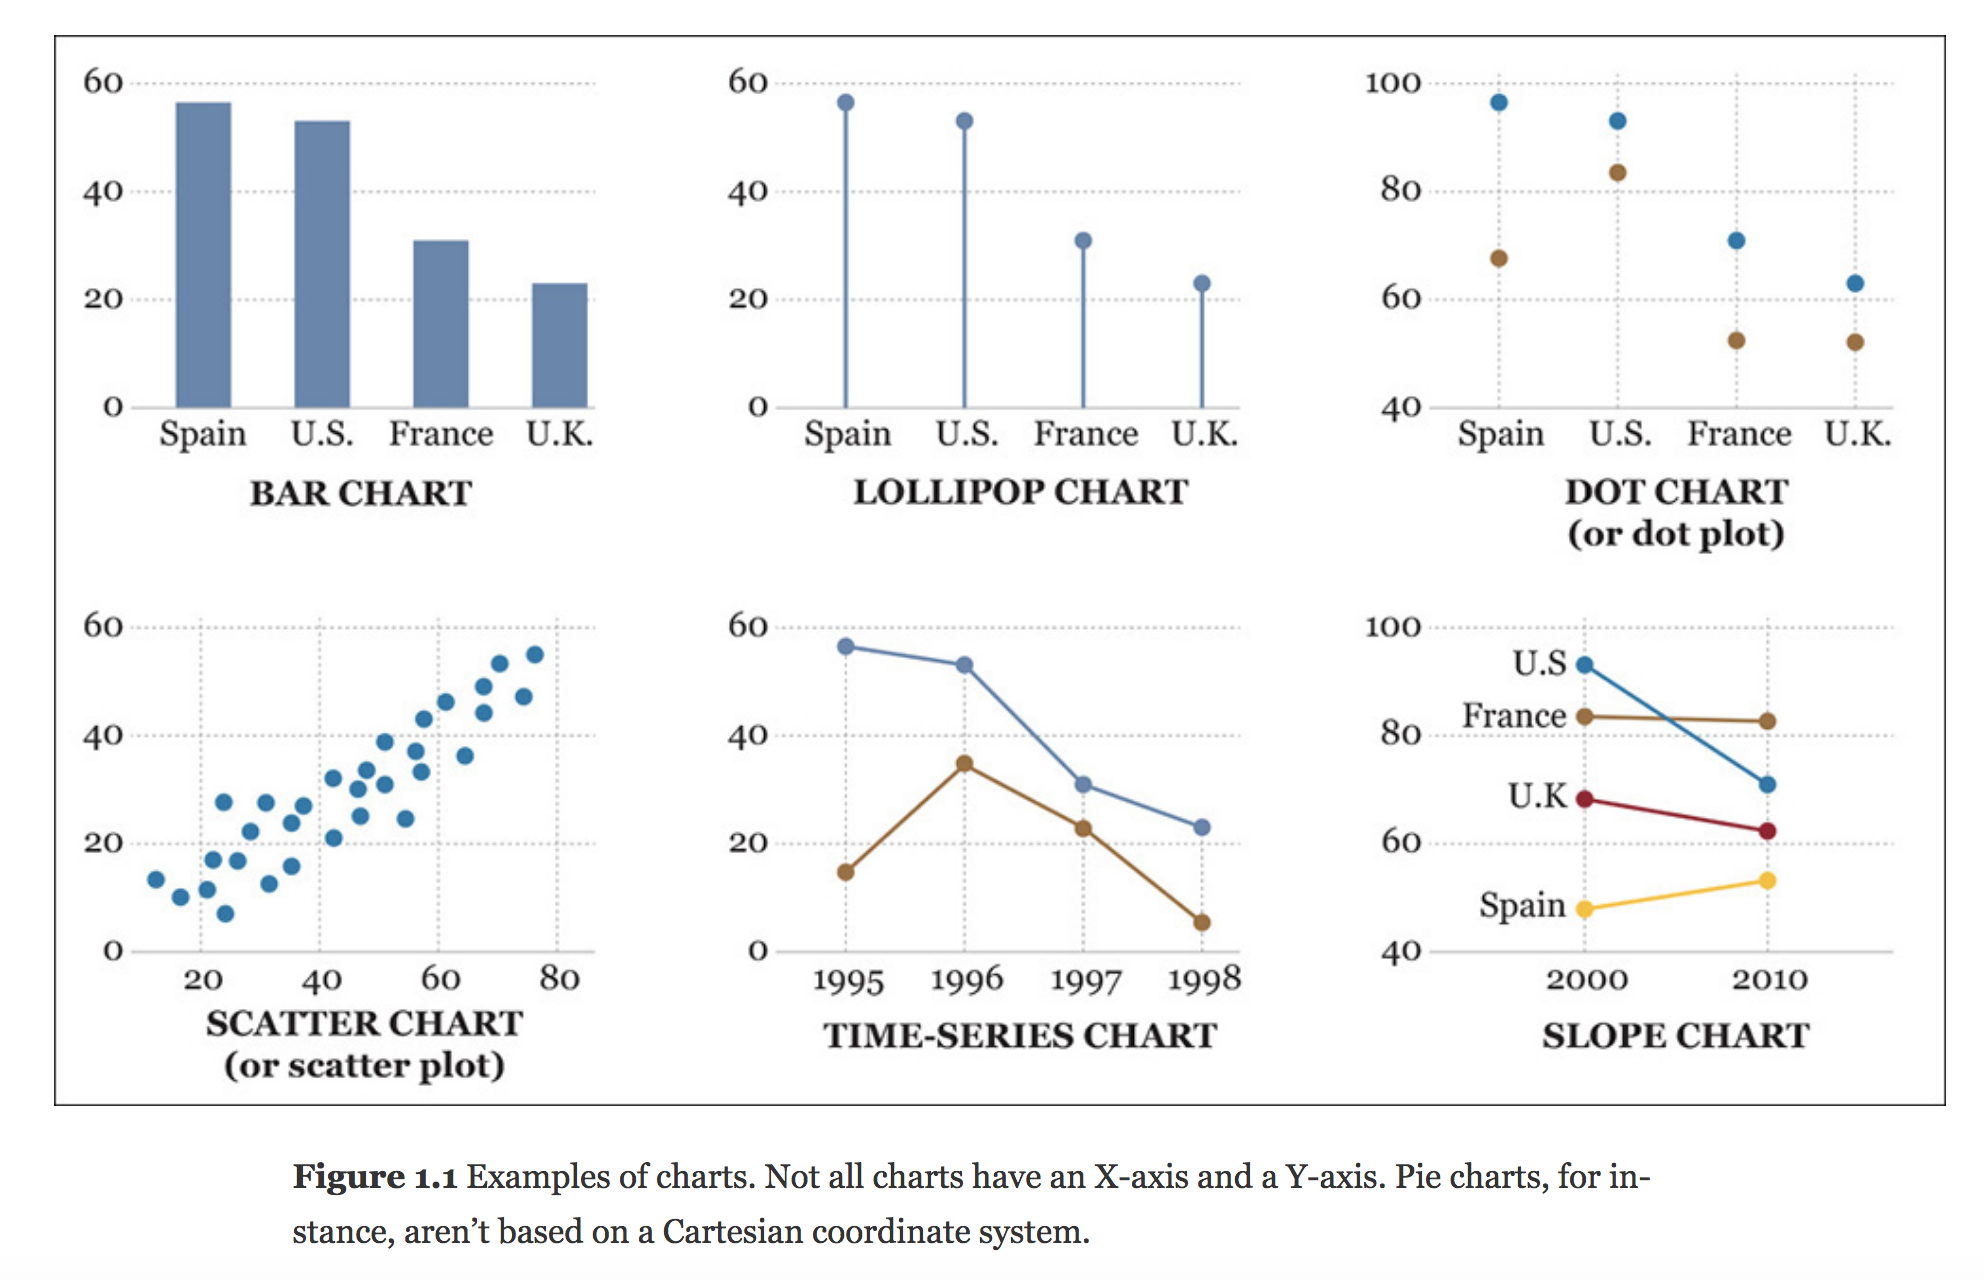 60
40
20
0
Spain U.S. France U.K.
BAR CHART
60
40
20
0
Spain U.S. France U.K.
LOLLIPOP CHART
100
80
60
40
Spain U.S. France U.K.
DOT CHART
(or dot plot)
60
40
20
0
20 40 60 80
SCATTER CHART
(or scatter plot)
60
40
20
0
1995 1996 1997 1998
TIME-SERIES CHART
100
U.S
France
80
U.K
60
Spain
40
2000 2010
SLOPE CHART
Figure 1.1 Examples of charts. Not all charts have an X-axis and a Y-axis. Pie charts, for in-
stance, aren’t based on a Cartesian coordinate system.